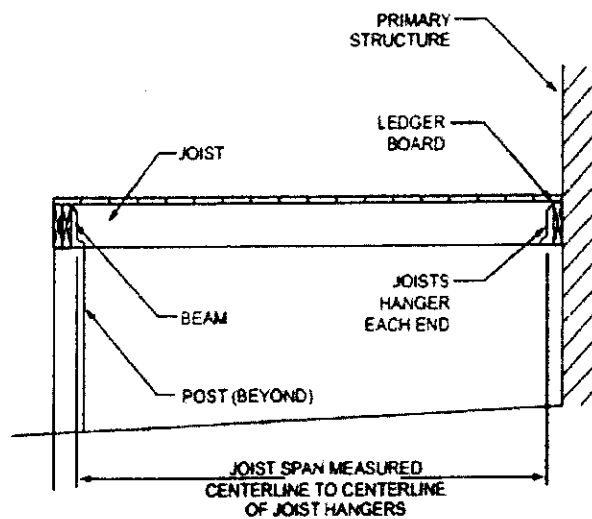 PRIMARY
STRUCTURE
LEDGER
BOARD
JOIST
JOISTS
HANGER
EACH END
BEAM
POST (BEYOND)
JOIST SPAN MEASURED
CENTERLINE TO CENTERLINE
OF JOIST HANGERS